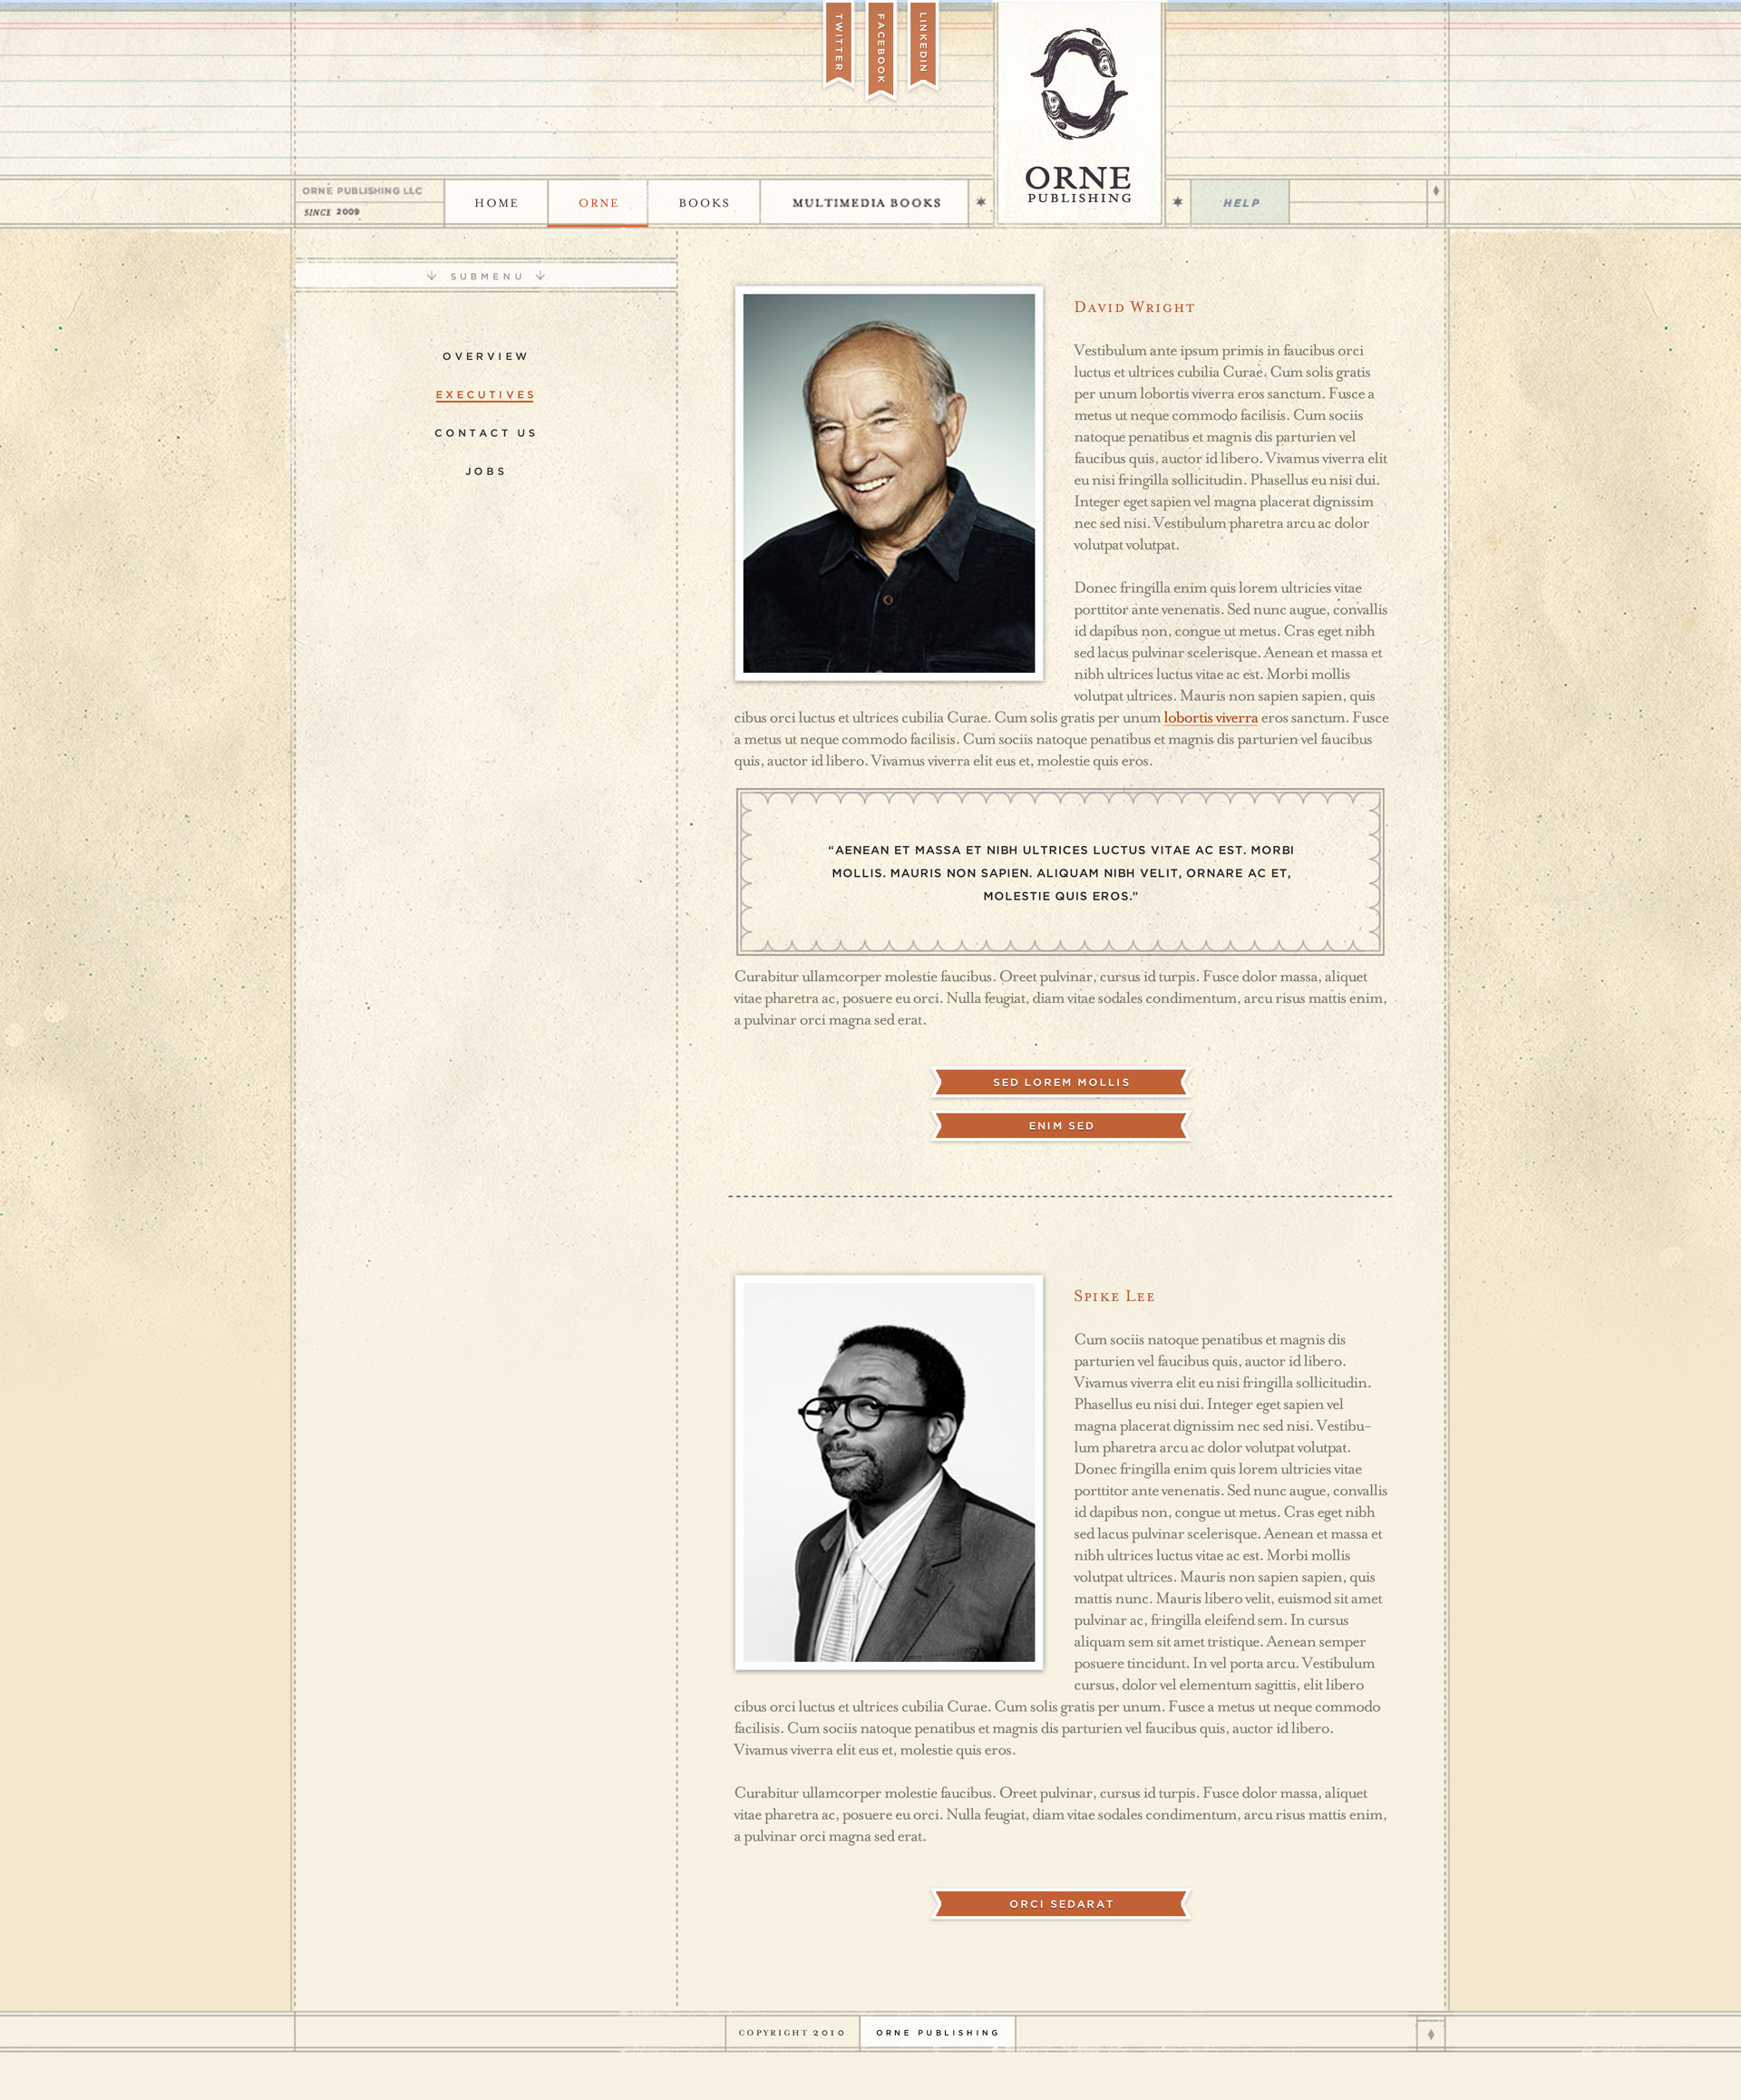 TWITTER
FACEBOOK
LINKEDIN
ORNE
PUBLISHING
ORNE PUBLISHING LLC
SINCE 2009
HOME
ORNE
BOOKS
MULTIMEDIA BOOKS
HELP
SUBMENU
OVERVIEW
EXECUTIVES
CONTACT US
JOBS
David Wright
Vestibulum ante ipsum primis in faucibus orci
luctus et ultrices cubilia Curae. Cum solis gratis
per unum lobortis viverra eros sanctum. Fusce a
metus ut neque commodo facilisis. Cum sociis
natoque penatibus et magnis dis parturien vel
faucibus quis, auctor id libero. Vivamus viverra elit
eu nisi fringilla sollicitudin. Phasellus eu nisi dui.
Integer eget sapien vel magna placerat dignissim
nec sed nisi. Vestibulum pharetra arcu ac dolor
volutpat volutpat.
Donec fringilla enim quis lorem ultricies vitae
porttitor ante venenatis. Sed nunc augue, convallis
id dapibus non, congue ut metus. Cras eget nibh
sed lacus pulvinar scelerisque. Aenean et massa et
nibh ultrices luctus vitae ac est. Morbi mollis
volutpat ultrices. Mauris non sapien sapien, quis
cibus orci luctus et ultrices cubilia Curae. Cum solis gratis per unum lobortis viverra eros sanctum. Fusce
a metus ut neque commodo facilisis. Cum sociis natoque penatibus et magnis dis parturien vel faucibus
quis, auctor id libero. Vivamus viverra elit eus et, molestie quis eros.
“AENEAN ET MASSA ET NIBH ULTRICES LUCTUS VITAE AC EST. MORBI
MOLLIS. MAURIS NON SAPIEN. ALIQUAM NIBH VELIT, ORNARE AC ET,
MOLESTIE QUIS EROS.”
Curabitur ullamcorper molestie faucibus. Oreet pulvinar, cursus id turpis. Fusce dolor massa, aliquet
vitae pharetra ac, posuere eu orci. Nulla feugiat, diam vitae sodales condimentum, arcu risus mattis enim,
a pulvinar orci magna sed erat.
SED LOREM MOLLIS
ENIM SED
Spike Lee
Cum sociis natoque penatibus et magnis dis
parturien vel faucibus quis, auctor id libero.
Vivamus viverra elit eu nisi fringilla sollicitudin.
Phasellus eu nisi dui. Integer eget sapien vel
magna placerat dignissim nec sed nisi. Vestibu-
lum pharetra arcu ac dolor volutpat volutpat.
Donec fringilla enim quis lorem ultricies vitae
porttitor ante venenatis. Sed nunc augue, convallis
id dapibus non, congue ut metus. Cras eget nibh
sed lacus pulvinar scelerisque. Aenean et massa et
nibh ultrices luctus vitae ac est. Morbi mollis
volutpat ultrices. Mauris non sapien sapien, quis
mattis nunc. Mauris libero velit, euismod sit amet
pulvinar ac, fringilla eleifend sem. In cursus
aliquam sem sit amet tristique. Aenean semper
posuere tincidunt. In vel porta arcu. Vestibulum
cursus, dolor vel elementum sagittis, elit libero
cibus orci luctus et ultrices cubilia Curae. Cum solis gratis per unum. Fusce a metus ut neque commodo
facilisis. Cum sociis natoque penatibus et magnis dis parturien vel faucibus quis, auctor id libero.
Vivamus viverra elit eus et, molestie quis eros.
Curabitur ullamcorper molestie faucibus. Oreet pulvinar, cursus id turpis. Fusce dolor massa, aliquet
vitae pharetra ac, posuere eu orci. Nulla feugiat, diam vitae sodales condimentum, arcu risus mattis enim,
a pulvinar orci magna sed erat.
ORCI SEDARAT
COPYRIGHT 2010
ORNE PUBLISHING